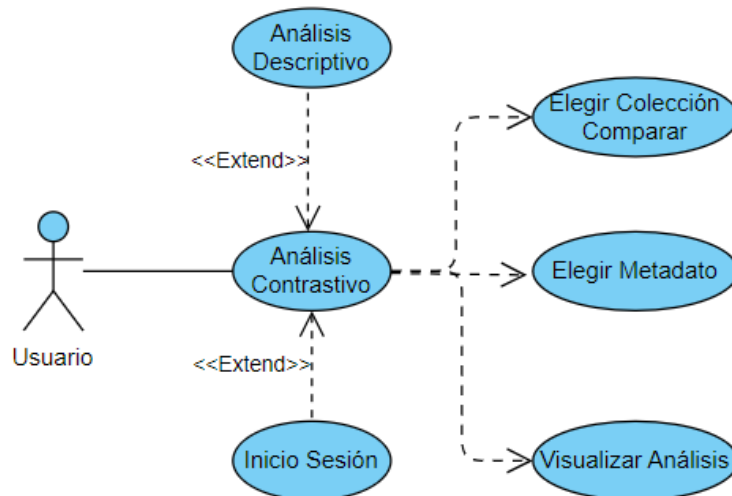 Análisis
Descriptivo
Elegir Colección
Comparar
<<Extend>>
Análisis
Contrastivo
Elegir Metadato
Usuario
<<Extend>>
Inicio Sesión
Visualizar Análisis